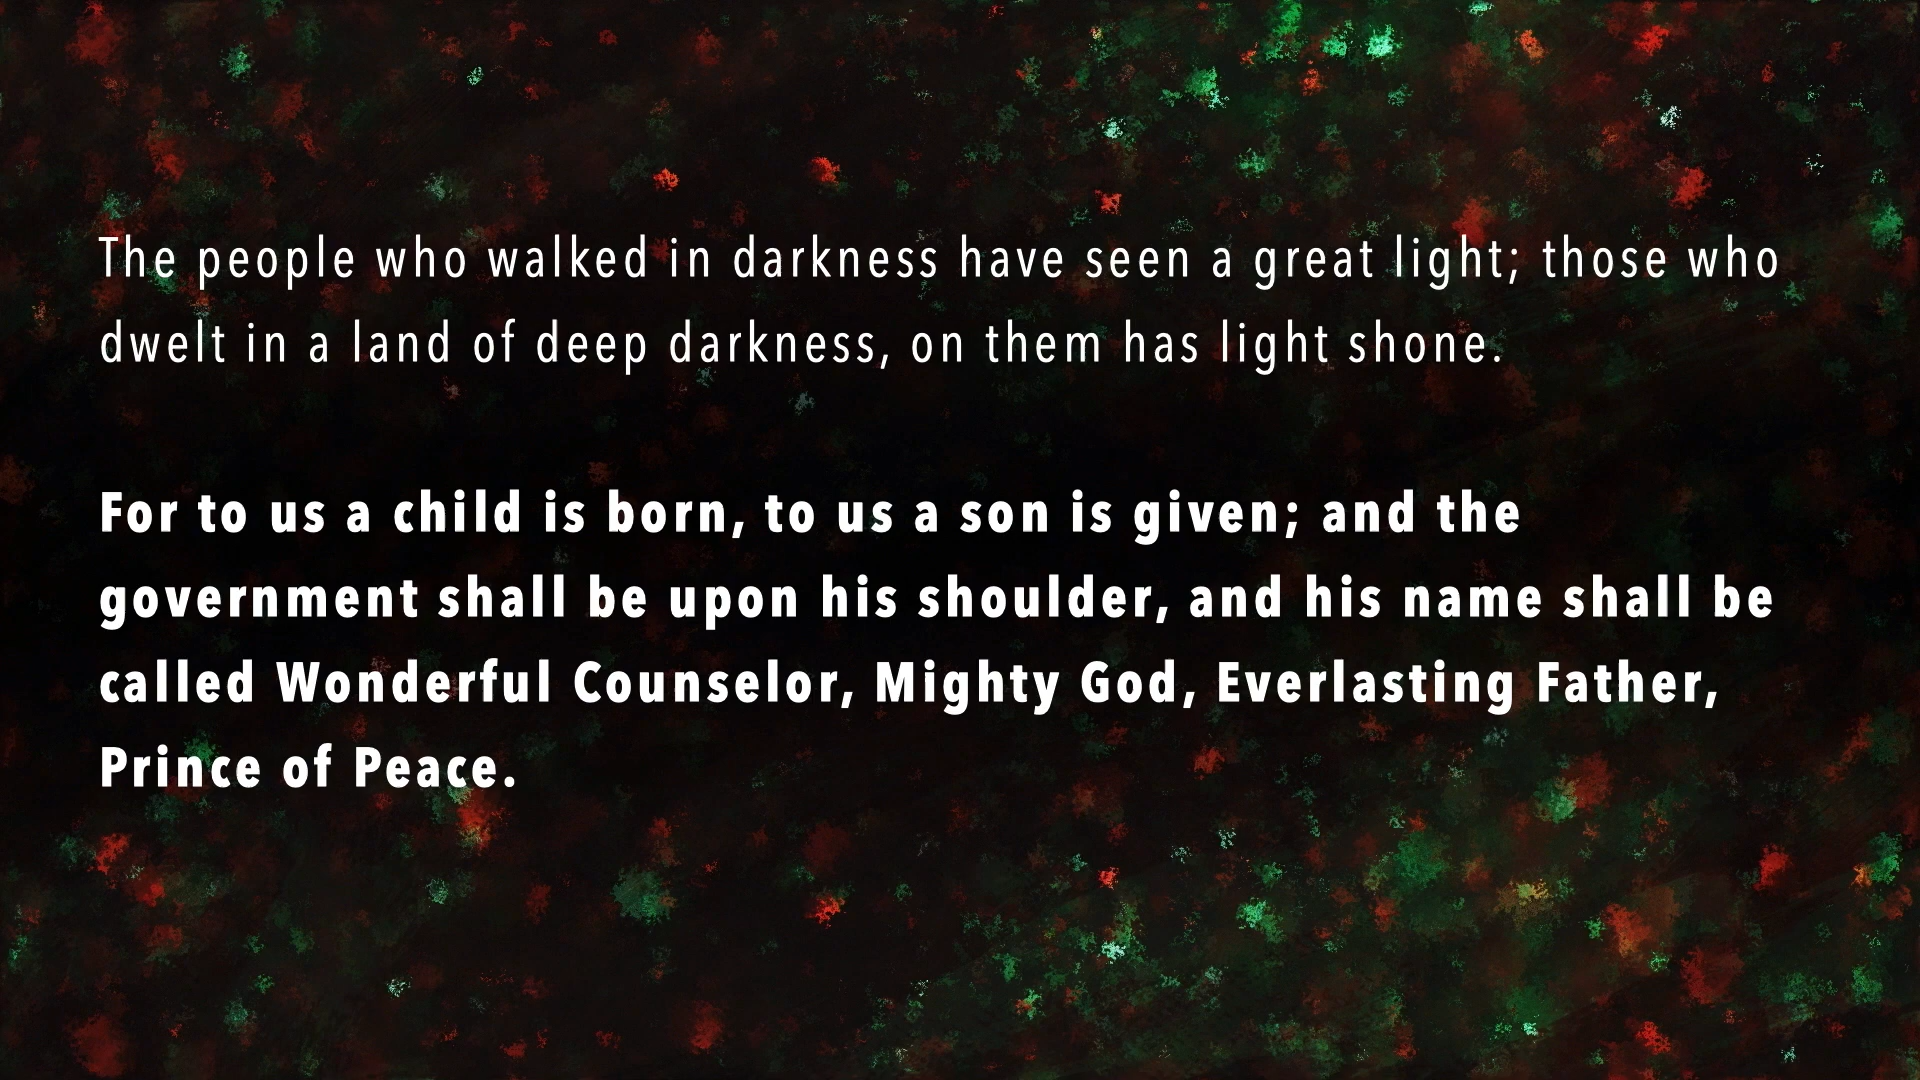 The people who walked in darkness have seen a great light; those who
dwelt in a land of deep darkness, on them has light shone.
For to us a child is born, to us a son is given; and the
government shall be upon his shoulder, and his name shall be
called Wonderful Counselor, Mighty God, Everlasting Father,
Prince of Peace.